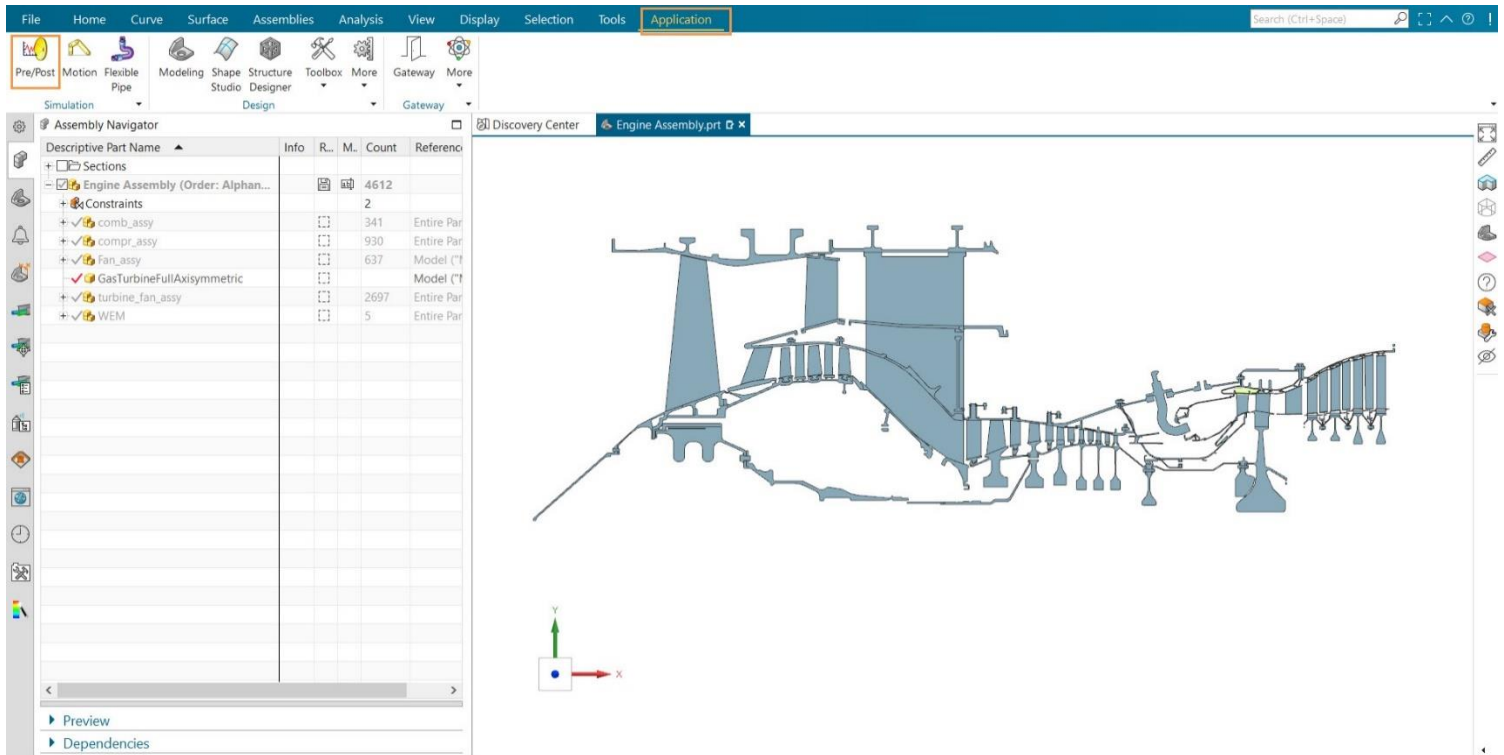 File Home Curve Surface Assemblies Analysis View Display Selection Tools Application Search (Ctrl+Space)
Pre/Post Motion Flexible Pipe Modeling Shape Studio Structure Designer Toolbox More Gateway More
Simulation Design Gateway
Assembly Navigator
Discovery Center Engine Assembly.prt
Descriptive Part Name Info R... M.. Count Referenc
Sections
Engine Assembly (Order: Alphan... 4612
Constraints 2
comb_assy 341 Entire Par
compr_assy 930 Entire Par
Fan_assy 637 Model ("
GasTurbineFullAxisymmetric Model ("
turbine_fan_assy 2697 Entire Par
WEM 5 Entire Par
Y
X
Preview
Dependencies